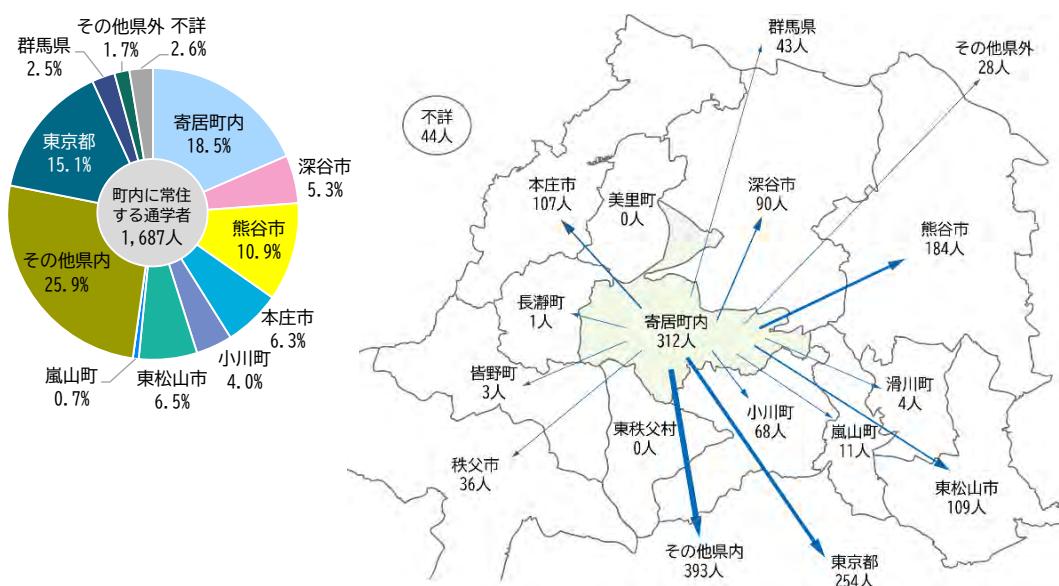 その他県外
1.7%
不詳
2.6%
群馬県
2.5%
東京都
15.1%
寄居町内
18.5%
深谷市
5.3%
町内に常住
する通学者
1,687人
熊谷市
10.9%
その他県内
25.9%
本庄市
6.3%
小川町
4.0%
東松山市
6.5%
嵐山町
0.7%
群馬県
43人
その他県外
28人
不詳
44人
本庄市
107人
美里町
0人
深谷市
90人
熊谷市
184人
長瀞町
1人
寄居町内
312人
皆野町
3人
滑川町
4人
小川町
68人
東秩父村
0人
嵐山町
11人
秩父市
36人
東松山市
109人
その他県内
393人
東京都
254人